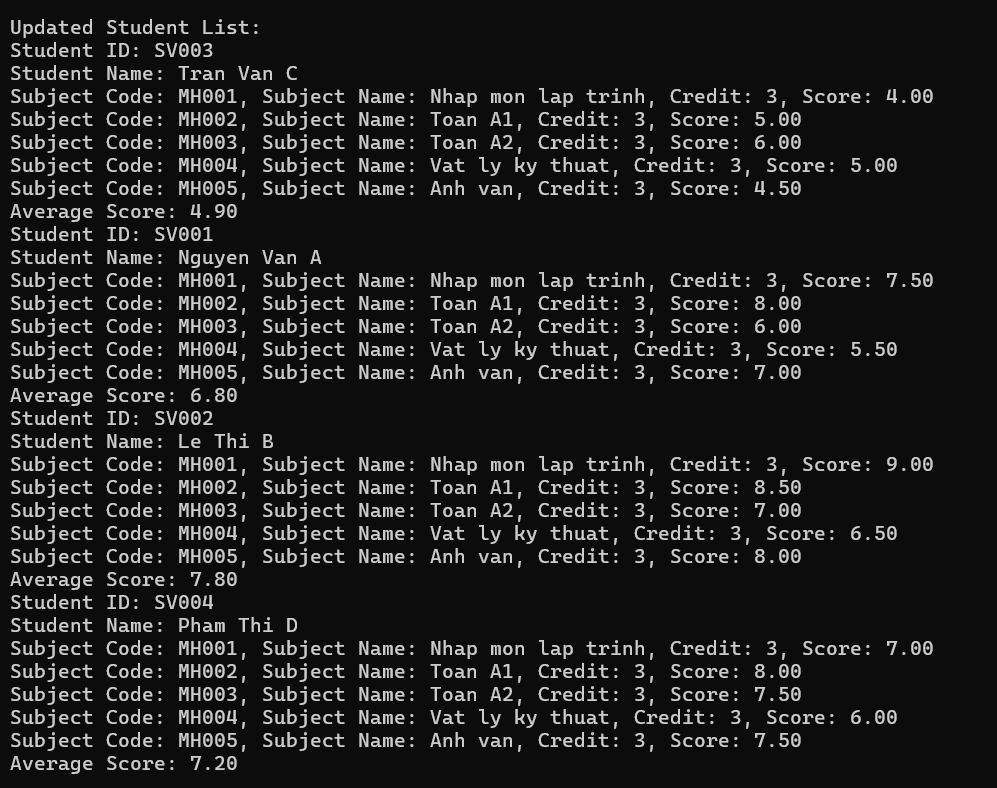 Updated Student List:
Student ID: SV003
Student Name: Tran Van C
Subject Code: MH001, Subject Name: Nhap mon lap trinh, Credit: 3, Score: 4.00
Subject Code: MH002, Subject Name: Toan A1, Credit: 3, Score: 5.00
Subject Code: MH003, Subject Name: Toan A2, Credit: 3, Score: 6.00
Subject Code: MH004, Subject Name: Vat ly ky thuat, Credit: 3, Score: 5.00
Subject Code: MH005, Subject Name: Anh van, Credit: 3, Score: 4.50
Average Score: 4.90
Student ID: SV001
Student Name: Nguyen Van A
Subject Code: MH001, Subject Name: Nhap mon lap trinh, Credit: 3, Score: 7.50
Subject Code: MH002, Subject Name: Toan A1, Credit: 3, Score: 8.00
Subject Code: MH003, Subject Name: Toan A2, Credit: 3, Score: 6.00
Subject Code: MH004, Subject Name: Vat ly ky thuat, Credit: 3, Score: 5.50
Subject Code: MH005, Subject Name: Anh van, Credit: 3, Score: 7.00
Average Score: 6.80
Student ID: SV002
Student Name: Le Thi B
Subject Code: MH001, Subject Name: Nhap mon lap trinh, Credit: 3, Score: 9.00
Subject Code: MH002, Subject Name: Toan A1, Credit: 3, Score: 8.50
Subject Code: MH003, Subject Name: Toan A2, Credit: 3, Score: 7.00
Subject Code: MH004, Subject Name: Vat ly ky thuat, Credit: 3, Score: 6.50
Subject Code: MH005, Subject Name: Anh van, Credit: 3, Score: 8.00
Average Score: 7.80
Student ID: SV004
Student Name: Pham Thi D
Subject Code: MH001, Subject Name: Nhap mon lap trinh, Credit: 3, Score: 7.00
Subject Code: MH002, Subject Name: Toan A1, Credit: 3, Score: 8.00
Subject Code: MH003, Subject Name: Toan A2, Credit: 3, Score: 7.50
Subject Code: MH004, Subject Name: Vat ly ky thuat, Credit: 3, Score: 6.00
Subject Code: MH005, Subject Name: Anh van, Credit: 3, Score: 7.50
Average Score: 7.20